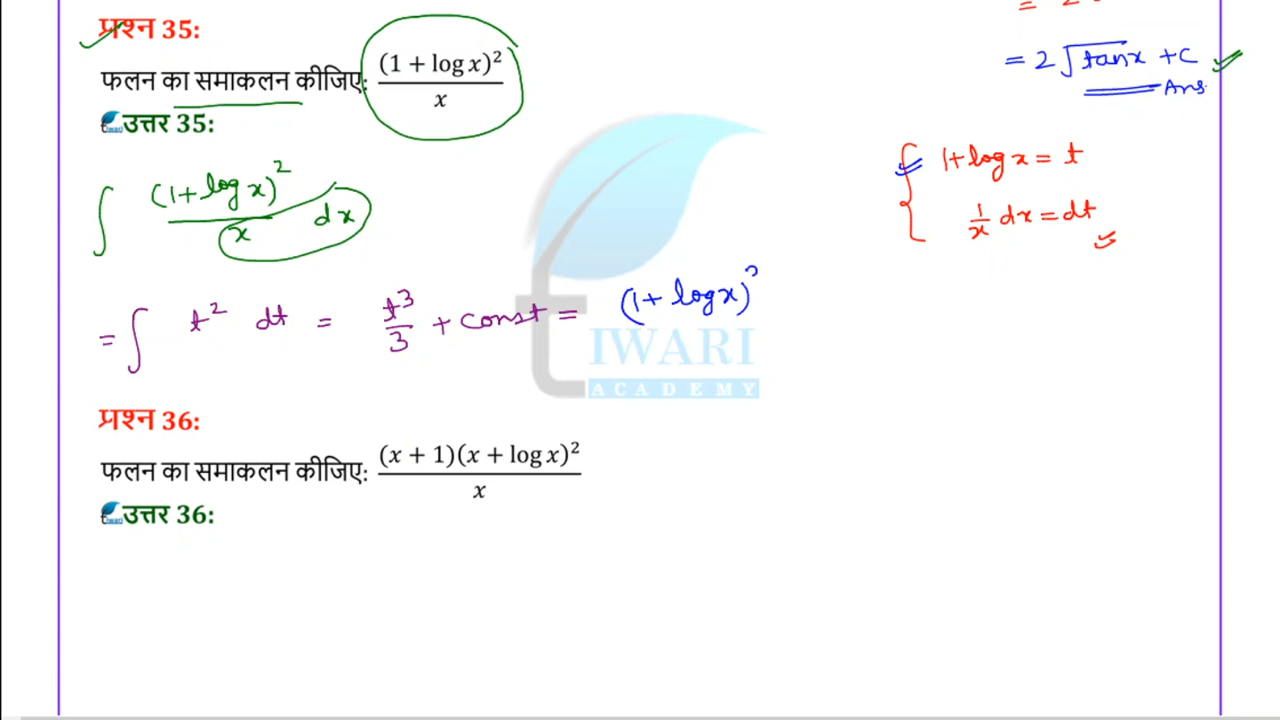 प्रश्न 35:
= 2
फलन का समाकलन कीजिए: (1 + log x)² / x
= 2 √tan x + C
Ans
उत्तर 35:
∫ (1 + log x)² / x dx
1 + log x = t
1/x dx = dt
= ∫ t² dt = t³/3 + const = (1 + log x)
IWARI
ACADEMY
प्रश्न 36:
फलन का समाकलन कीजिए: (x + 1)(x + log x)² / x
उत्तर 36: